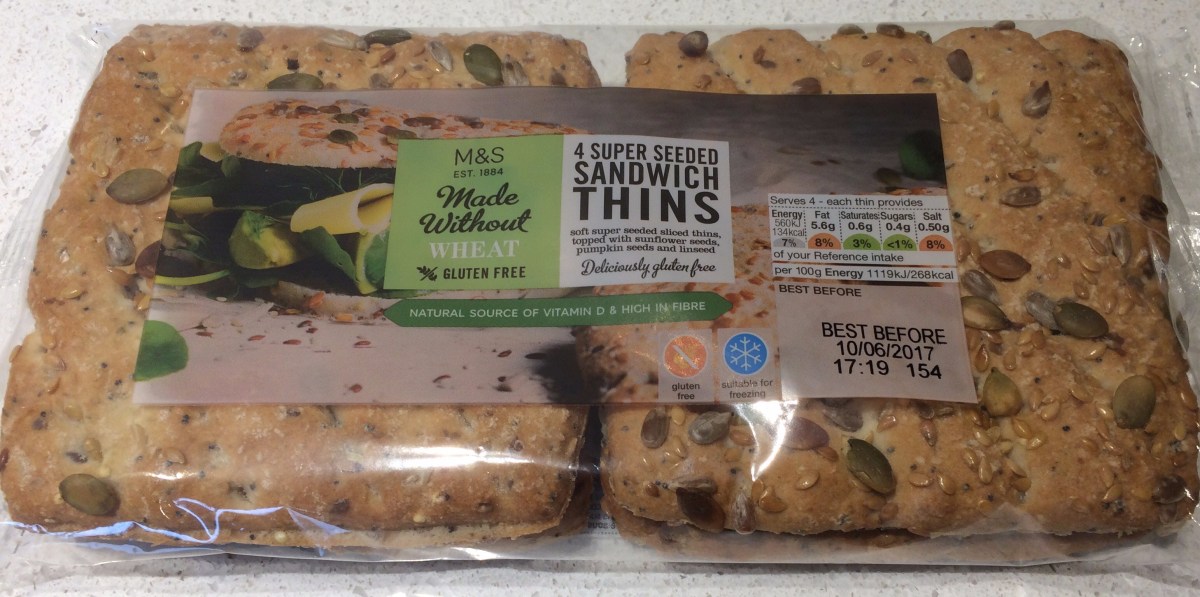 M&S
EST. 1884
Made
Without
WHEAT
GLUTEN FREE
4 SUPER SEEDED
SANDWICH
THINS
soft super seeded sliced thins,
topped with sunflower seeds,
pumpkin seeds and linseed
Deliciously gluten free
NATURAL SOURCE OF VITAMIN D & HIGH IN FIBRE
Serves 4 - each thin provides
Energy Fat Saturates Sugars Salt
560kJ 5.6g 0.6g 0.4g 0.50g
134kcal
7% 8% 3% <1% 8%
of your Reference intake
per 100g Energy 1119kJ/268kcal
BEST BEFORE
BEST BEFORE
10/06/2017
17:19 154
gluten
free
suitable for
freezing